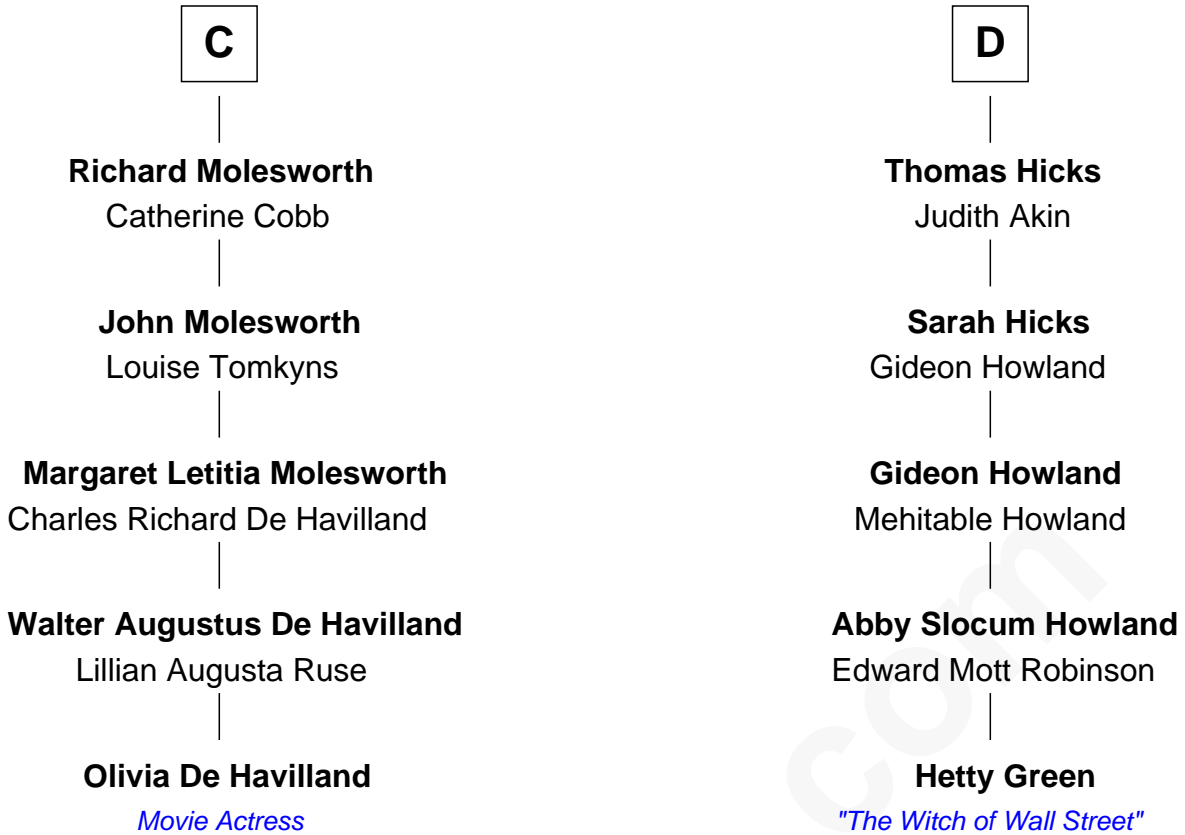 C
Richard Molesworth
Catherine Cobb
John Molesworth
Louise Tomkyns
Margaret Letitia Molesworth
Charles Richard De Havilland
Walter Augustus De Havilland
Lillian Augusta Ruse
Olivia De Havilland
Movie Actress
D
Thomas Hicks
Judith Akin
Sarah Hicks
Gideon Howland
Gideon Howland
Mehitable Howland
Abby Slocum Howland
Edward Mott Robinson
Hetty Green
"The Witch of Wall Street"
com